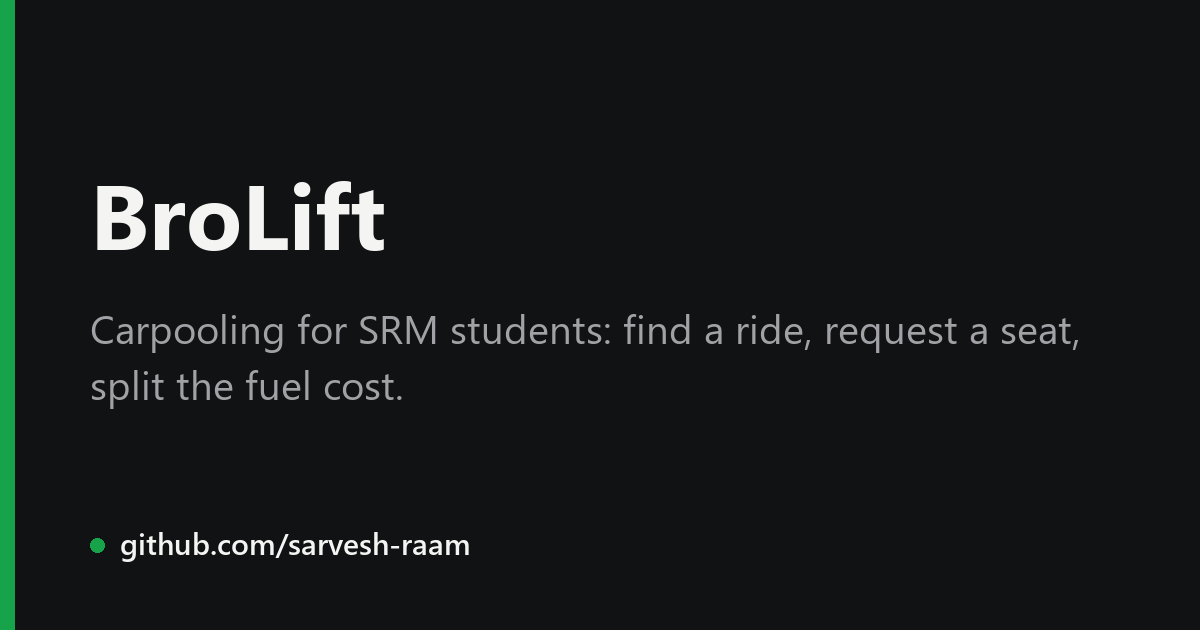 BroLift
Carpooling for SRM students: find a ride, request a seat,
split the fuel cost.
github.com/sarvesh-raam